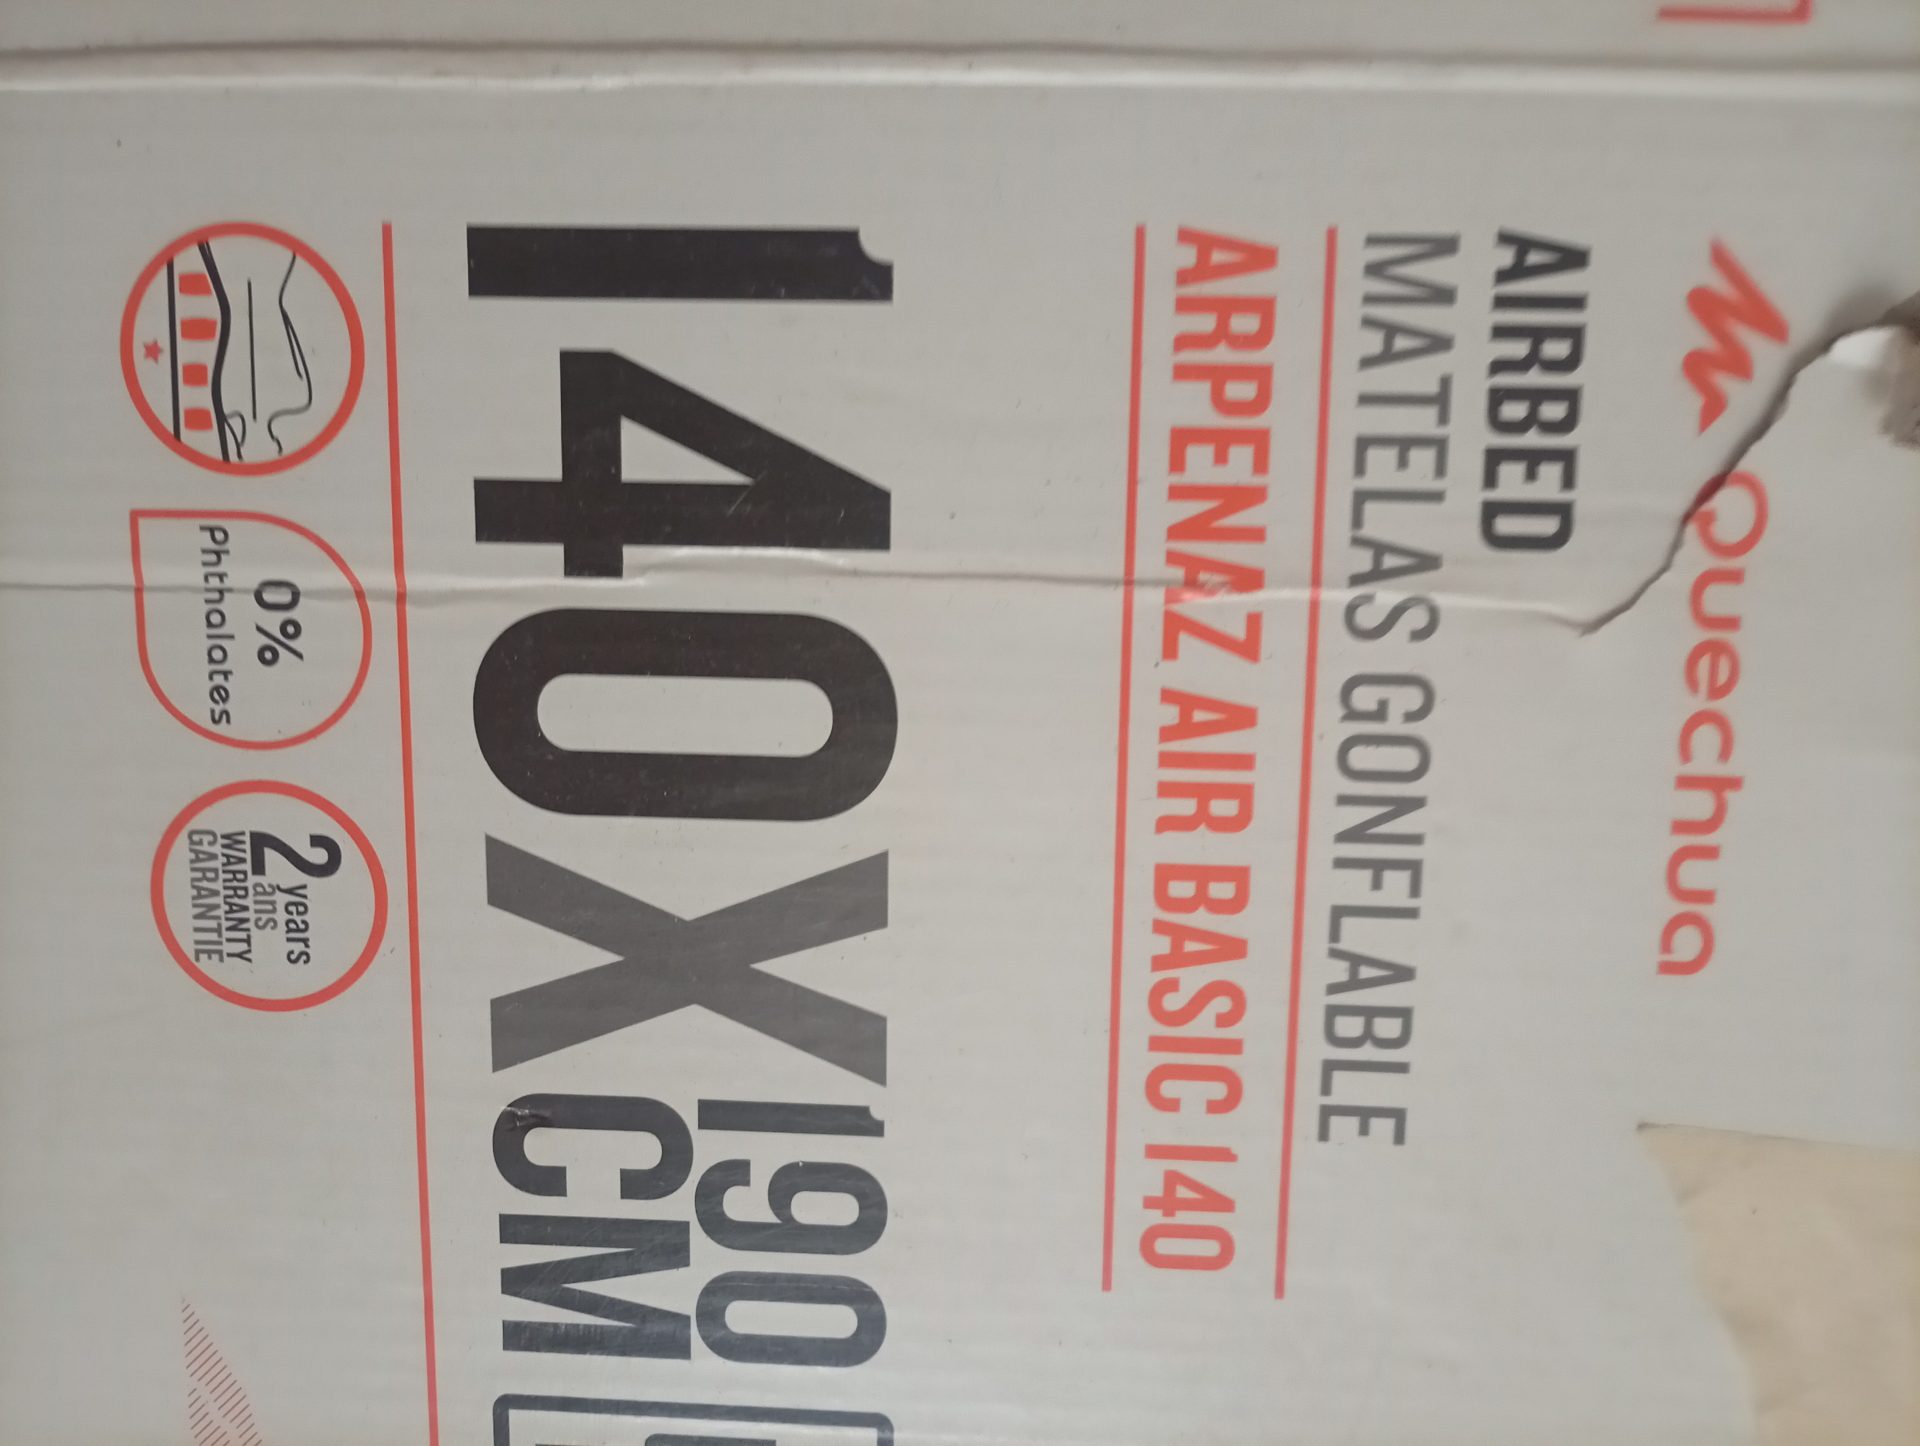 Quechua
AIRBED
MATELAS GONFLABLE
ARPENAZ AIR BASIC 140
140X190
CM
0%
Phthalates
2 years
ans
WARRANTY
GARANTIE